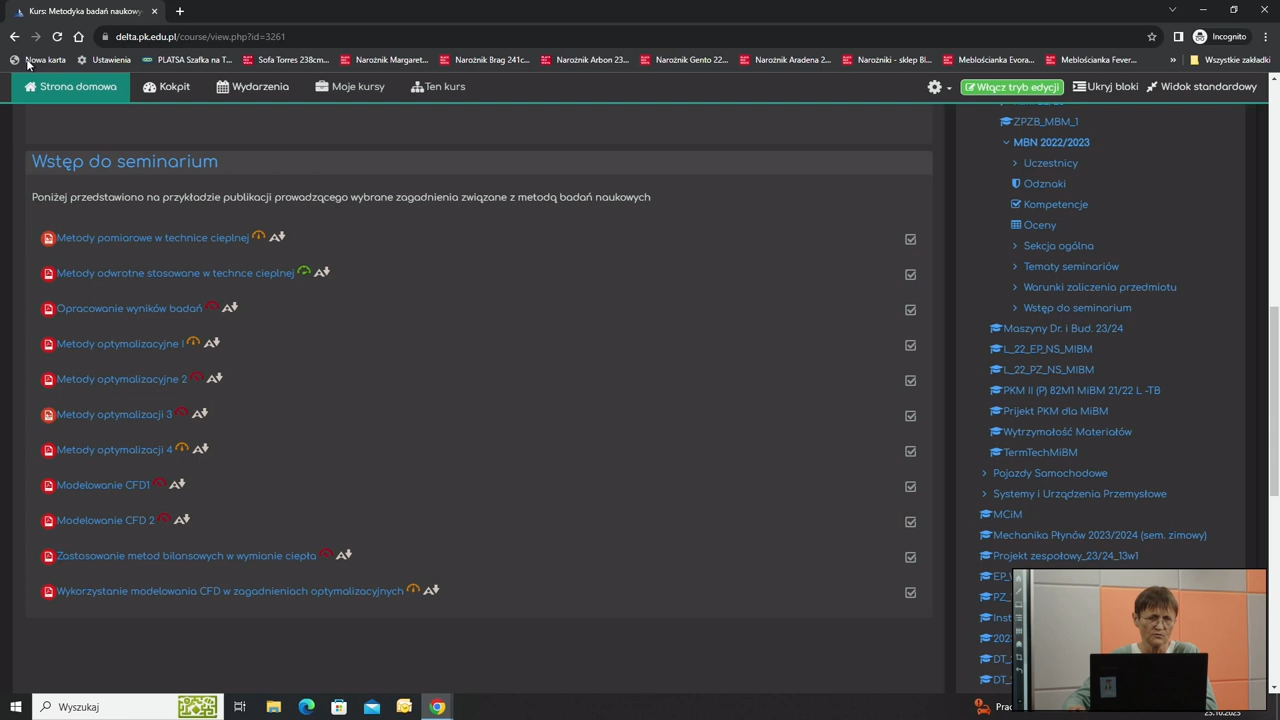 Kurs: Metodyka badań naukowy
delta.pk.edu.pl/course/view.php?id=3261
Incognito
Nowa karta
Ustawienia
PLATSA Szafka na T...
Sofa Torres 238cm...
Narożnik Margaret...
Narożnik Brag 241c...
Narożnik Arbon 23...
Narożnik Gento 22...
Narożnik Aradena 2...
Narożniki - sklep Bl...
Meblościanka Evora...
Meblościanka Fever...
»
Wszystkie zakładki
Strona domowa
Kokpit
Wydarzenia
Moje kursy
Ten kurs
Włącz tryb edycji
Ukryj bloki
Widok standardowy
Wstęp do seminarium
Poniżej przedstawiono na przykładzie publikacji prowadzącego wybrane zagadnienia związane z metodą badań naukowych
Metody pomiarowe w technice cieplnej
Metody odwrotne stosowane w technce cieplnej
Opracowanie wyników badań
Metody optymalizacyjne I
Metody optymalizacyjne 2
Metody optymalizacji 3
Metody optymalizacji 4
Modelowanie CFD1
Modelowanie CFD 2
Zastosowanie metod bilansowych w wymianie ciepła
Wykorzystanie modelowania CFD w zagadnieniach optymalizacyjnych
ZPZB_MBM_1
MBN 2022/2023
Uczestnicy
Odznaki
Kompetencje
Oceny
Sekcja ogólna
Tematy seminariów
Warunki zaliczenia przedmiotu
Wstęp do seminarium
Maszyny Dr. i Bud. 23/24
L_22_EP_NS_MIBM
L_22_PZ_NS_MIBM
PKM II (P) 82M1 MiBM 21/22 L -TB
Prijekt PKM dla MiBM
Wytrzymałość Materiałów
TermTechMiBM
Pojazdy Samochodowe
Systemy i Urządzenia Przemysłowe
MCiM
Mechanika Płynów 2023/2024 (sem. zimowy)
Projekt zespołowy_23/24_13w1
Wyszukaj
23.10.2023